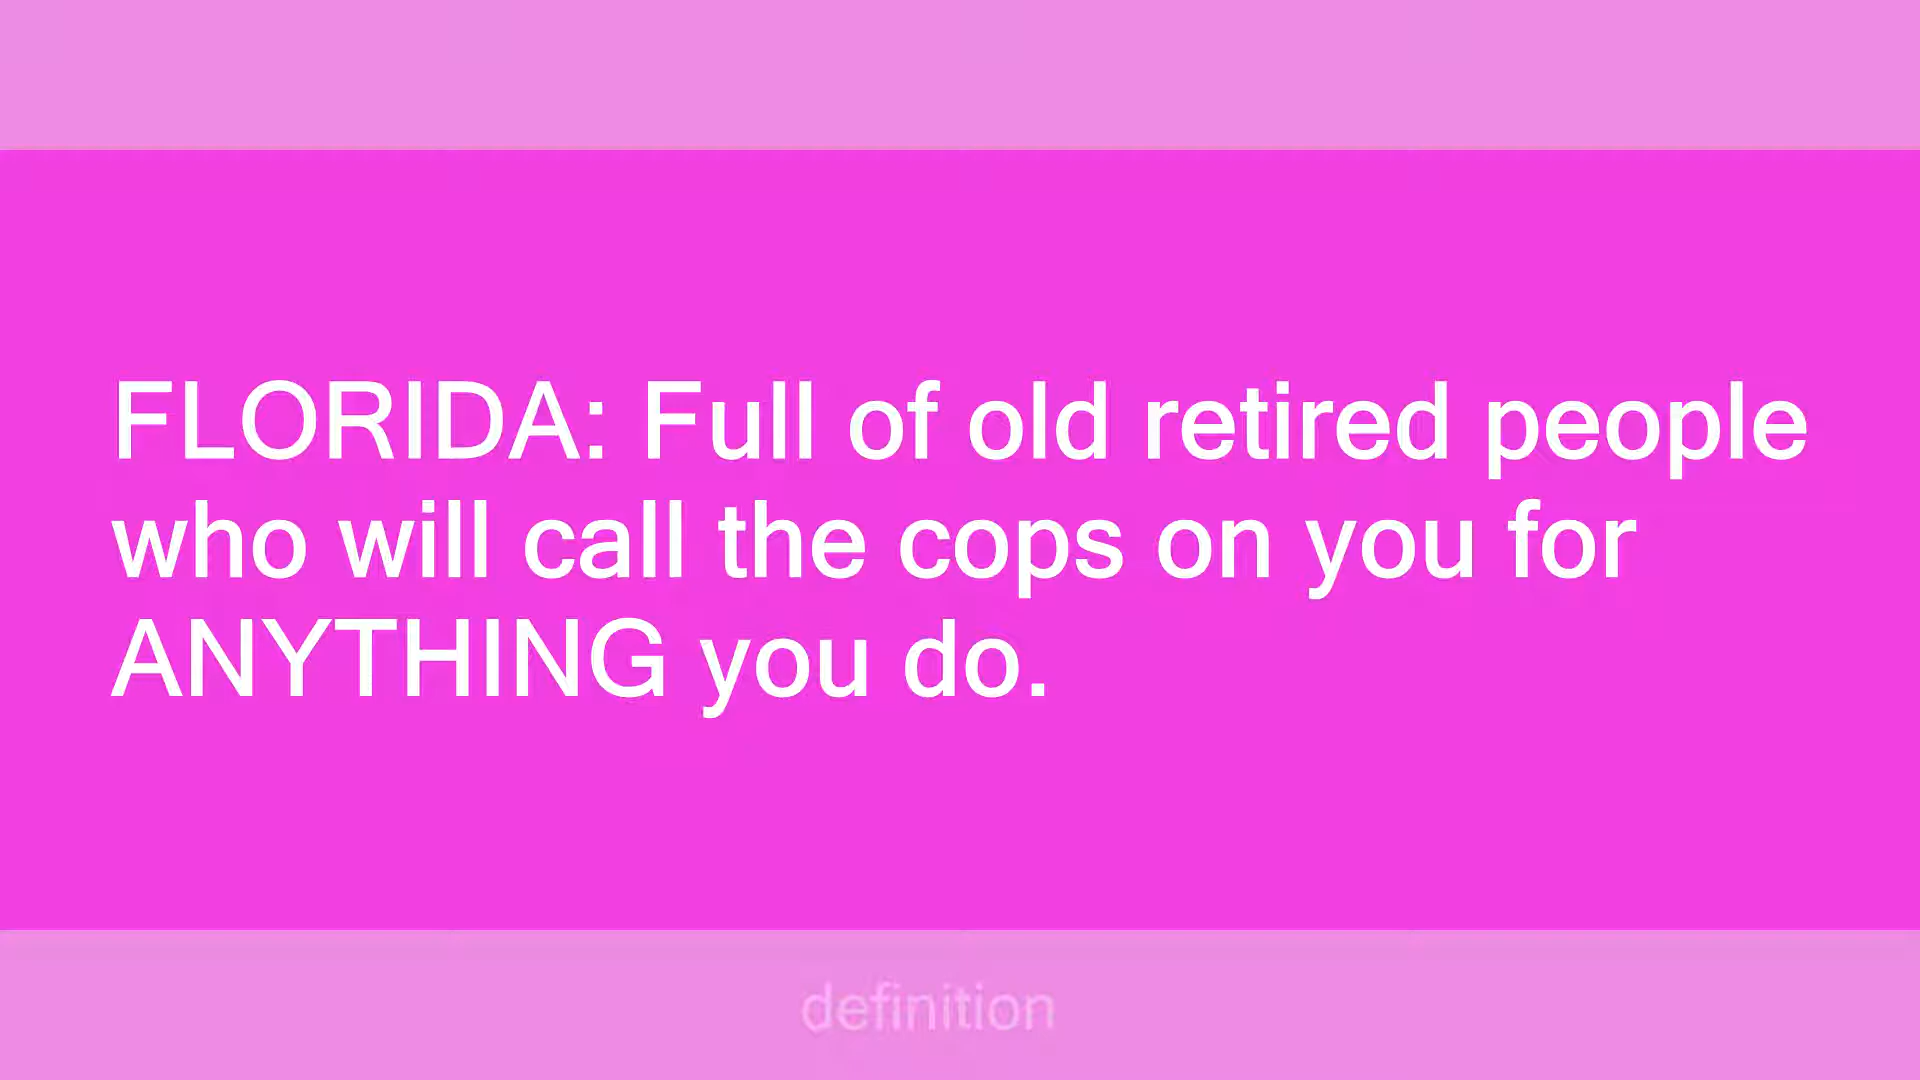 FLORIDA: Full of old retired people
who will call the cops on you for
ANYTHING you do.
definition